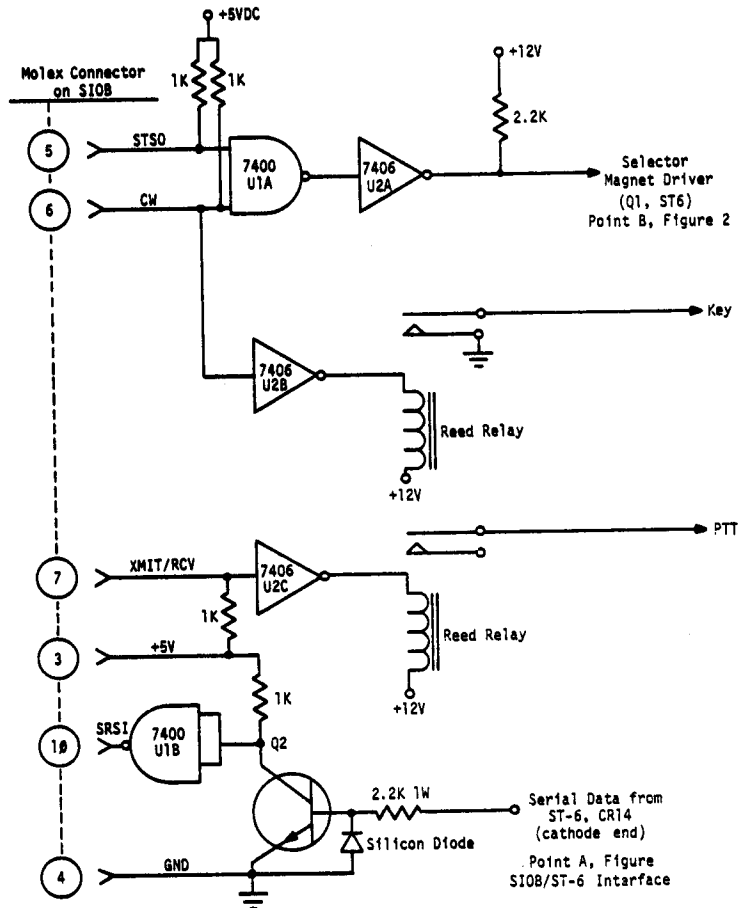 +5VDC
Molex Connector
on SIOB
1K
1K
+12V
2.2K
5
STSO
7400
U1A
7406
U2A
Selector
Magnet Driver
(Q1, ST6)
Point B, Figure 2
6
CW
Key
7406
U2B
Reed Relay
+12V
PTT
7
XMIT/RCV
7406
U2C
1K
Reed Relay
3
+5V
1K
+12V
10
SRSI
7400
U1B
Q2
2.2K 1W
Serial Data from
ST-6, CR14
(cathode end)
Silicon Diode
Point A, Figure
SIOB/ST-6 Interface
4
GND